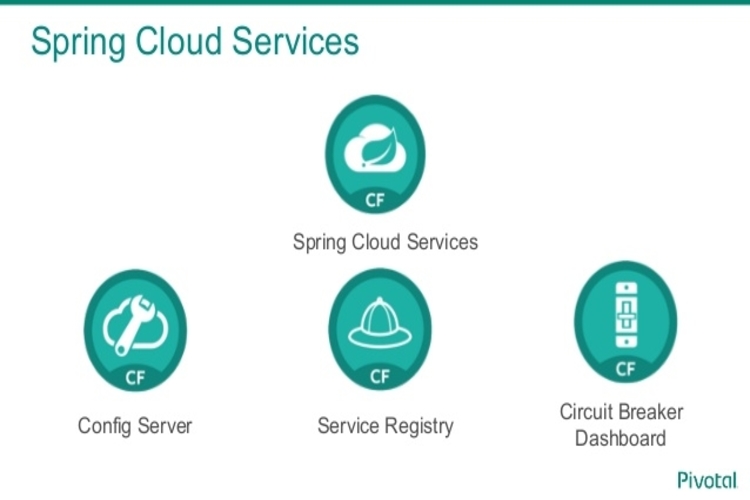 Spring Cloud Services
CF
Spring Cloud Services
CF
CF
CF
Config Server
Service Registry
Circuit Breaker
Dashboard
Pivotal